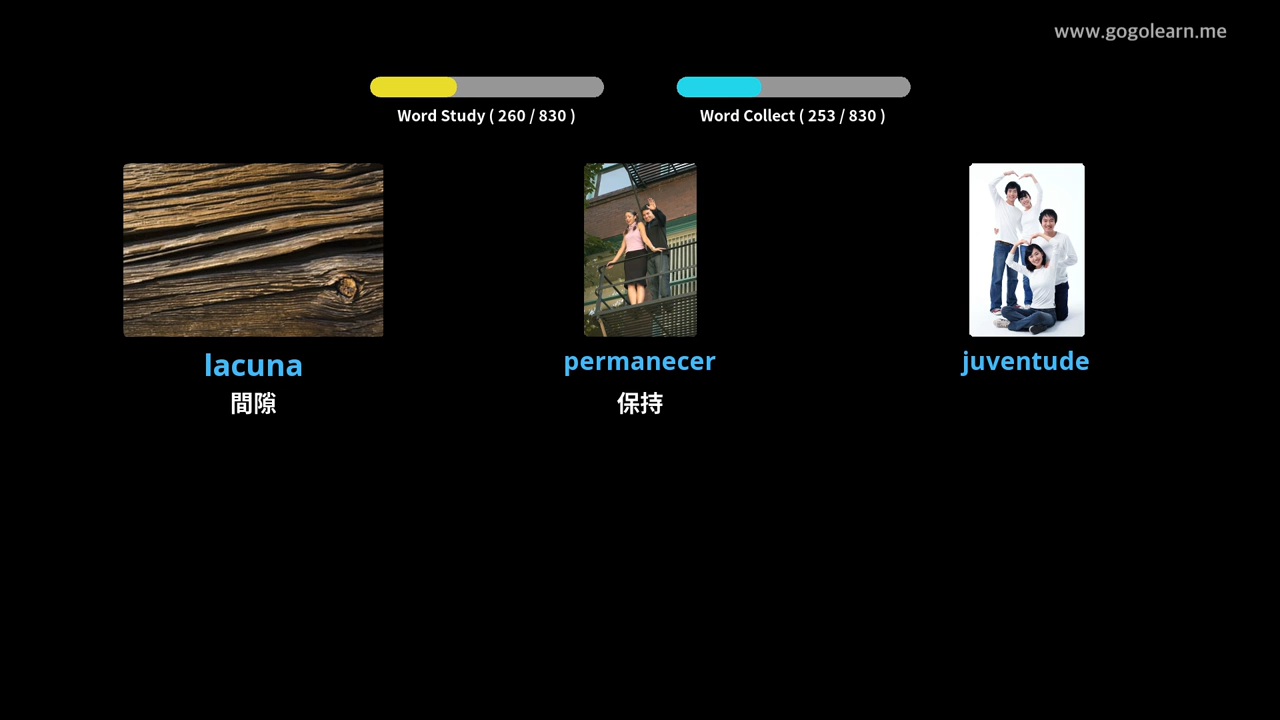 www.gogolearn.me
Word Study ( 260 / 830 )
Word Collect ( 253 / 830 )
lacuna
間隙
permanecer
保持
juventude